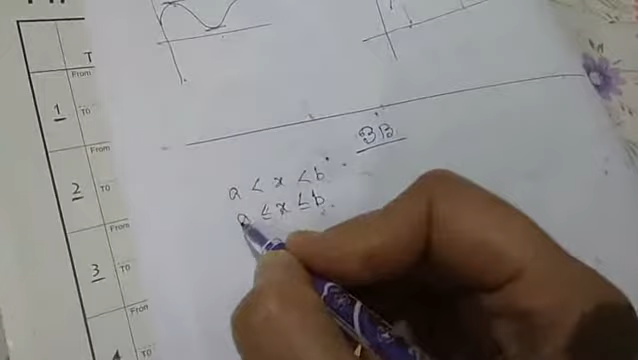 T
From
1 TO
From
2 TO
From
3 TO
From
TO
BB
a < x < b
a ≤ x ≤ b